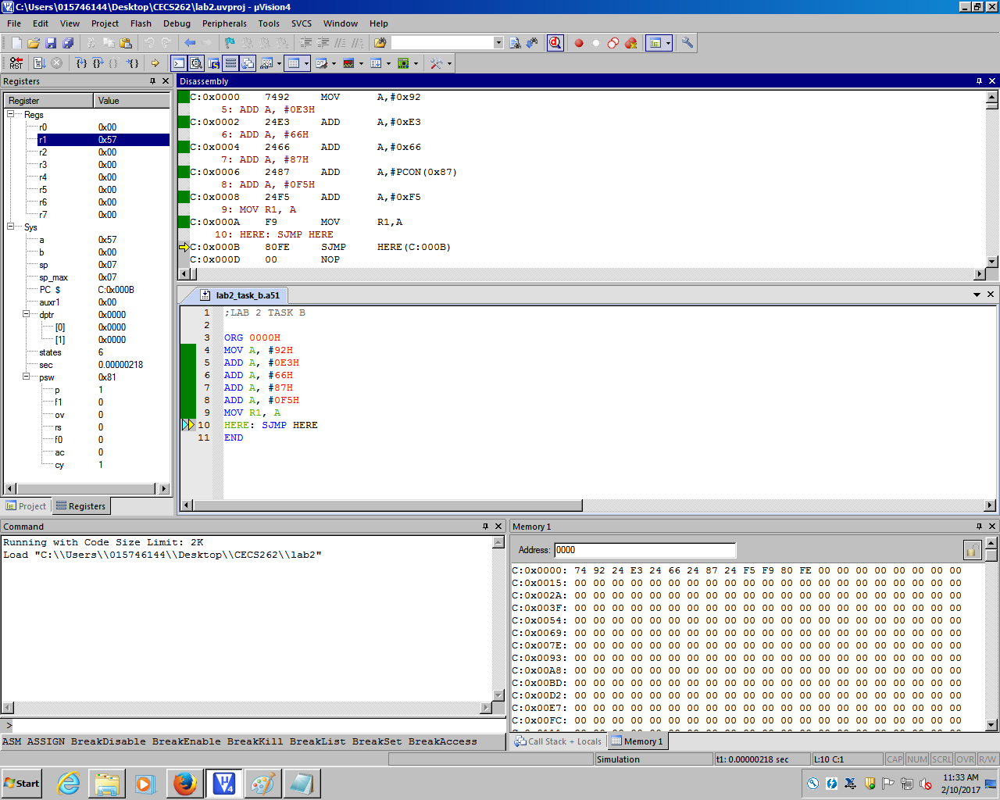 C:\Users\015746144\Desktop\CECS262\lab2.uvproj - µVision4
File Edit View Project Flash Debug Peripherals Tools SVCS Window Help
RST
Registers
Register Value
Regs
r0 0x00
r1 0x57
r2 0x00
r3 0x00
r4 0x00
r5 0x00
r6 0x00
r7 0x00
Sys
a 0x57
b 0x00
sp 0x07
sp_max 0x07
PC $ C:0x000B
auxr1 0x00
dptr 0x0000
[0] 0x0000
[1] 0x0000
states 6
sec 0.00000218
psw 0x81
p 1
f1 0
ov 0
rs 0
f0 0
ac 0
cy 1
Project Registers
Disassembly
C:0x0000 7492 MOV A,#0x92
5: ADD A, #0E3H
C:0x0002 24E3 ADD A,#0xE3
6: ADD A, #66H
C:0x0004 2466 ADD A,#0x66
7: ADD A, #87H
C:0x0006 2487 ADD A,#PCON(0x87)
8: ADD A, #0F5H
C:0x0008 24F5 ADD A,#0xF5
9: MOV R1, A
C:0x000A F9 MOV R1,A
10: HERE: SJMP HERE
C:0x000B 80FE SJMP HERE(C:000B)
C:0x000D 00 NOP
lab2_task_b.a51
1 ;LAB 2 TASK B
2
3 ORG 0000H
4 MOV A, #92H
5 ADD A, #0E3H
6 ADD A, #66H
7 ADD A, #87H
8 ADD A, #0F5H
9 MOV R1, A
10 HERE: SJMP HERE
11 END
Command
Running with Code Size Limit: 2K
Load "C:\\Users\\015746144\\Desktop\\CECS262\\lab2"
>
ASM ASSIGN BreakDisable BreakEnable BreakKill BreakList BreakSet BreakAccess
Memory 1
Address: 0000
C:0x0000: 74 92 24 E3 24 66 24 87 24 F5 F9 80 FE 00 00 00 00 00 00 00 00
C:0x0015: 00 00 00 00 00 00 00 00 00 00 00 00 00 00 00 00 00 00 00 00 00
C:0x002A: 00 00 00 00 00 00 00 00 00 00 00 00 00 00 00 00 00 00 00 00 00
C:0x003F: 00 00 00 00 00 00 00 00 00 00 00 00 00 00 00 00 00 00 00 00 00
C:0x0054: 00 00 00 00 00 00 00 00 00 00 00 00 00 00 00 00 00 00 00 00 00
C:0x0069: 00 00 00 00 00 00 00 00 00 00 00 00 00 00 00 00 00 00 00 00 00
C:0x007E: 00 00 00 00 00 00 00 00 00 00 00 00 00 00 00 00 00 00 00 00 00
C:0x0093: 00 00 00 00 00 00 00 00 00 00 00 00 00 00 00 00 00 00 00 00 00
C:0x00A8: 00 00 00 00 00 00 00 00 00 00 00 00 00 00 00 00 00 00 00 00 00
C:0x00BD: 00 00 00 00 00 00 00 00 00 00 00 00 00 00 00 00 00 00 00 00 00
C:0x00D2: 00 00 00 00 00 00 00 00 00 00 00 00 00 00 00 00 00 00 00 00 00
C:0x00E7: 00 00 00 00 00 00 00 00 00 00 00 00 00 00 00 00 00 00 00 00 00
C:0x00FC: 00 00 00 00 00 00 00 00 00 00 00 00 00 00 00 00 00 00 00 00 00
Call Stack + Locals Memory 1
Simulation t1: 0.00000218 sec L:10 C:1 CAP NUM SCRL OVR R/W
Start
11:33 AM
2/10/2017